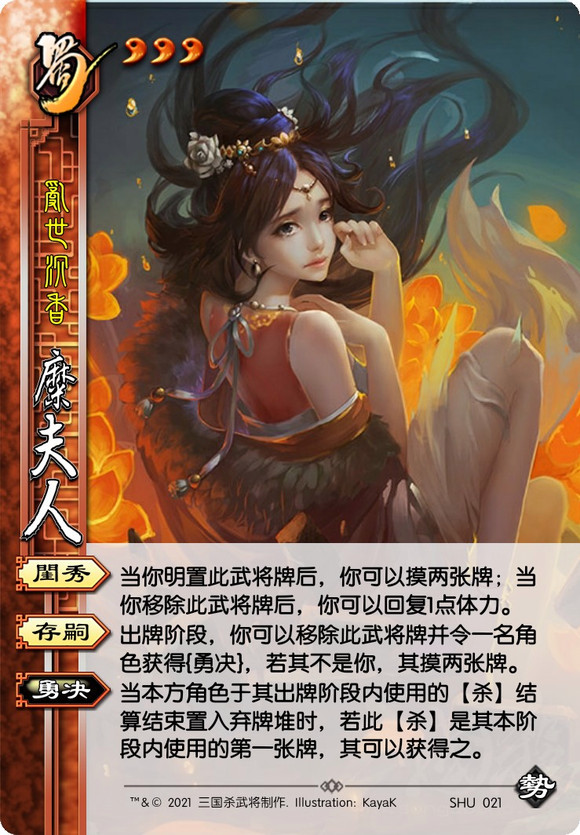 蜀
亂世沉香
糜夫人
閨秀
当你明置此武将牌后，你可以摸两张牌；当
你移除此武将牌后，你可以回复1点体力。
存嗣
出牌阶段，你可以移除此武将牌并令一名角
色获得{勇决}，若其不是你，其摸两张牌。
勇决
当本方角色于其出牌阶段内使用的【杀】结
算结束置入弃牌堆时，若此【杀】是其本阶
段内使用的第一张牌，其可以获得之。
勢
™&© 2021 三国杀武将制作. Illustration: KayaK SHU 021